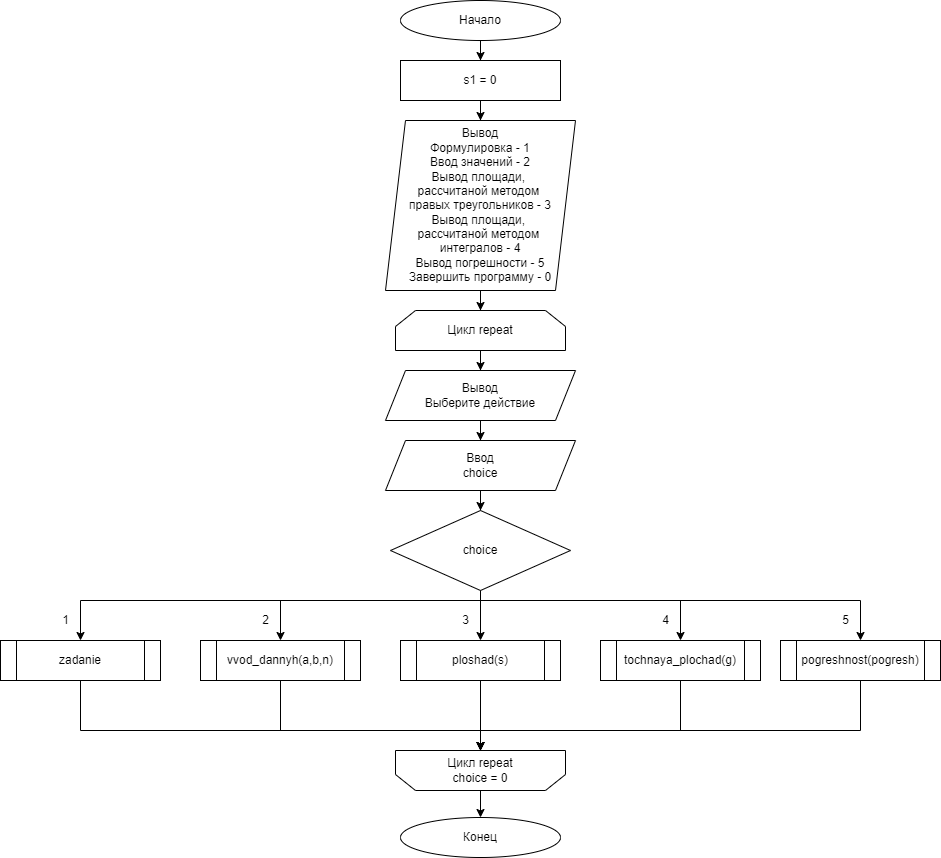 Начало
s1 = 0
Вывод
Формулировка - 1
Ввод значений - 2
Вывод площади,
рассчитаной методом
правых треугольников - 3
Вывод площади,
рассчитаной методом
интегралов - 4
Вывод погрешности - 5
Завершить программу - 0
Цикл repeat
Вывод
Выберите действие
Ввод
choice
choice
1
2
3
4
5
zadanie
vvod_dannyh(a,b,n)
ploshad(s)
tochnaya_plochad(g)
pogreshnost(pogresh)
Цикл repeat
choice = 0
Конец